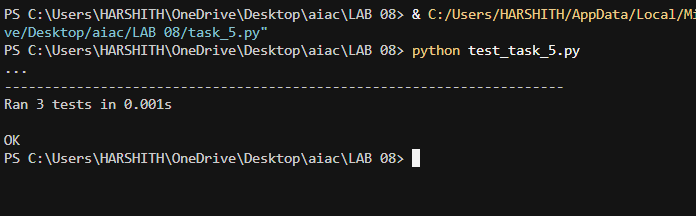 PS C:\Users\HARSHITH\OneDrive\Desktop\aiac\LAB 08> & C:/Users/HARSHITH/AppData/Local/Mi
ve/Desktop/aiac/LAB 08/task_5.py"
PS C:\Users\HARSHITH\OneDrive\Desktop\aiac\LAB 08> python test_task_5.py
...
----------------------------------------------------------------------
Ran 3 tests in 0.001s
OK
PS C:\Users\HARSHITH\OneDrive\Desktop\aiac\LAB 08>